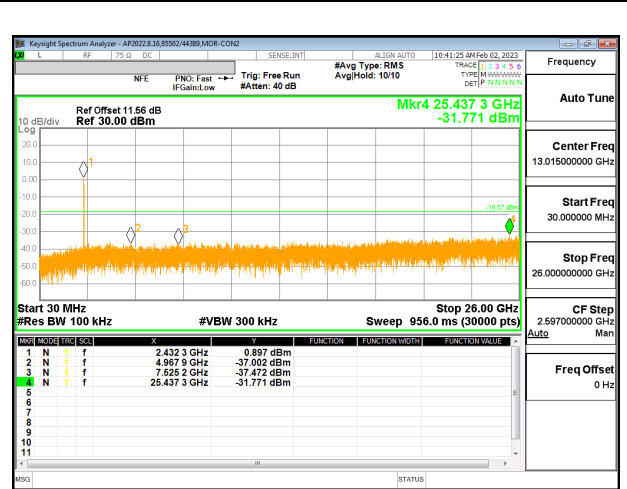 Keysight Spectrum Analyzer - AP2022.8.16,85502/44389,MOR-CON2
L RF 75 Ω DC SENSE:INT ALIGN AUTO 10:41:25 AM Feb 02, 2023
NFE PNO: Fast IFGain:Low Trig: Free Run #Atten: 40 dB
#Avg Type: RMS Avg|Hold: 10/10
TRACE 1 2 3 4 5 6
TYPE M WWWWW
DET P N N N N N
Ref Offset 11.56 dB
10 dB/div Ref 30.00 dBm
Log
Mkr4 25.437 3 GHz
-31.771 dBm
20.0
10.0
0.00
-10.0
-20.0
-30.0
-40.0
-50.0
-60.0
1
2
3
4
-18.57 dBm
Start 30 MHz Stop 26.00 GHz
#Res BW 100 kHz #VBW 300 kHz Sweep 956.0 ms (30000 pts)
MKR MODE TRC SCL X Y FUNCTION FUNCTION WIDTH FUNCTION VALUE
1 N 1 f 2.432 3 GHz 0.897 dBm
2 N 1 f 4.967 9 GHz -37.002 dBm
3 N 1 f 7.525 2 GHz -37.472 dBm
4 N 1 f 25.437 3 GHz -31.771 dBm
5
6
7
8
9
10
11
MSG STATUS
Frequency
Auto Tune
Center Freq
13.015000000 GHz
Start Freq
30.000000 MHz
Stop Freq
26.000000000 GHz
CF Step
2.597000000 GHz
Auto Man
Freq Offset
0 Hz